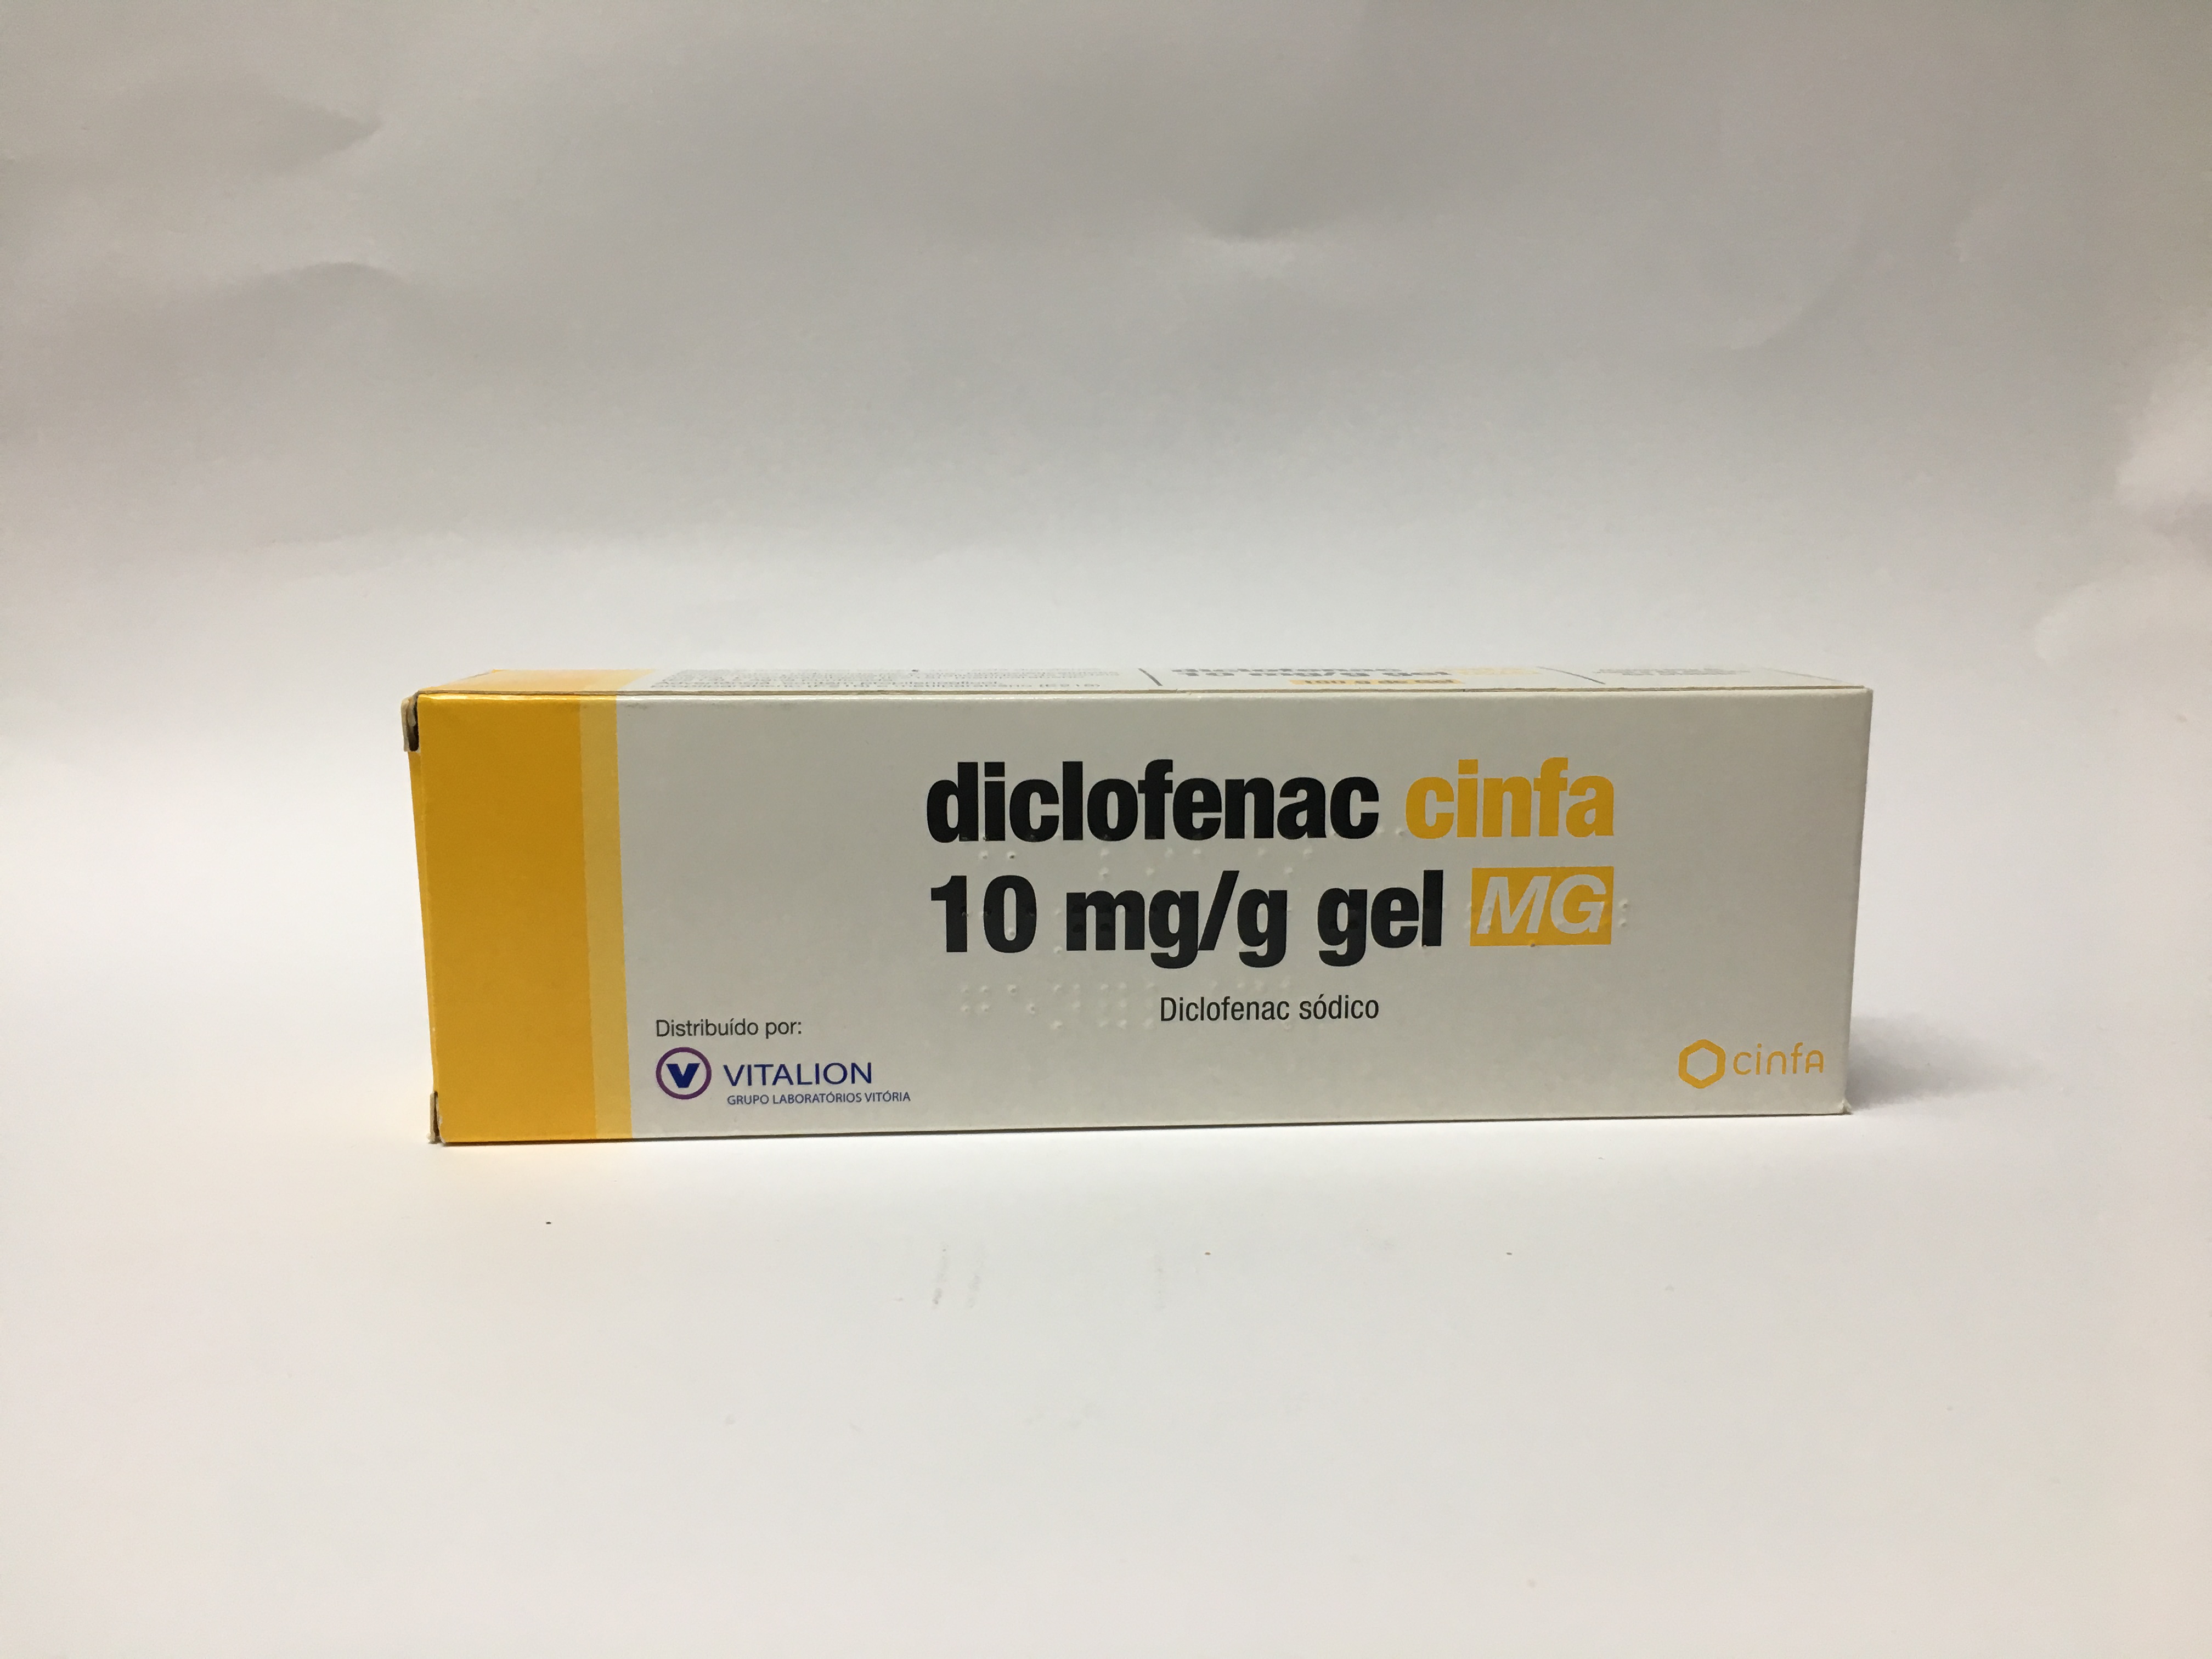 diclofenac cinfa
10 mg/g gel MG
Diclofenac sódico
Distribuído por:
V VITALION
GRUPO LABORATÓRIOS VITÓRIA
cinfa